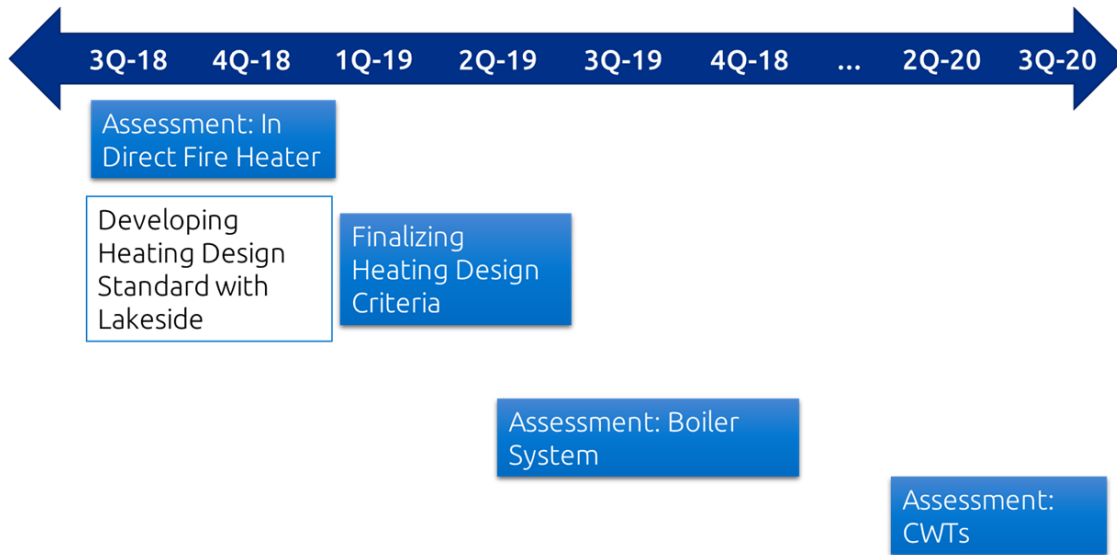 3Q-18 4Q-18 1Q-19 2Q-19 3Q-19 4Q-18 ... 2Q-20 3Q-20
Assessment: In
Direct Fire Heater
Developing
Heating Design
Standard with
Lakeside
Finalizing
Heating Design
Criteria
Assessment: Boiler
System
Assessment:
CWTs